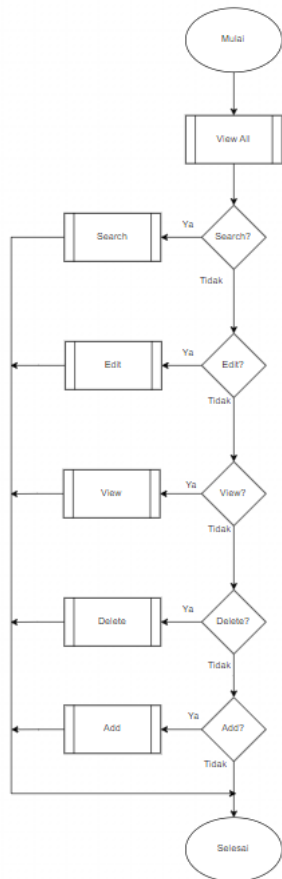 Mulai
View All
Ya
Search
Search?
Tidak
Ya
Edit
Edit?
Tidak
Ya
View
View?
Tidak
Ya
Delete
Delete?
Tidak
Ya
Add
Add?
Tidak
Selesai